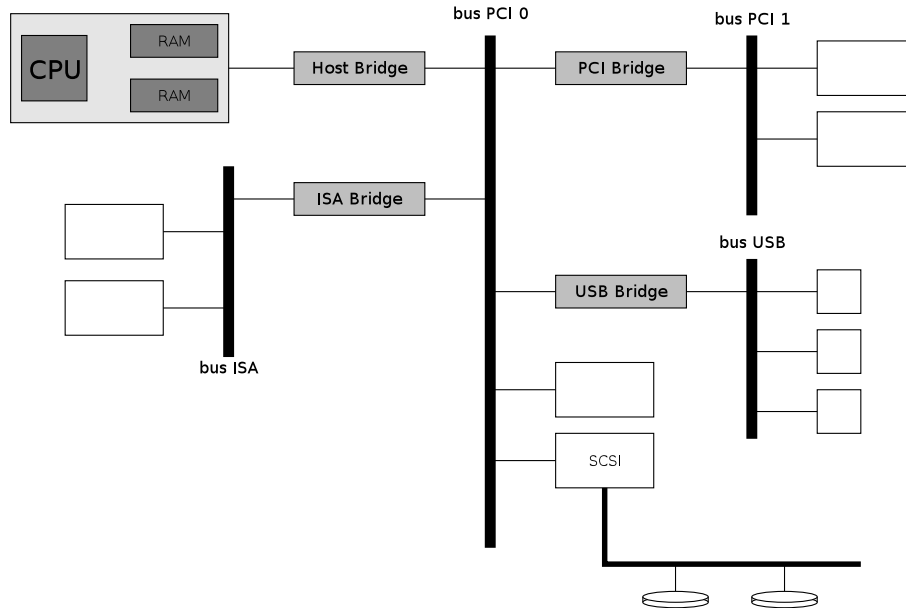 bus PCI 0
bus PCI 1
CPU
RAM
RAM
Host Bridge
PCI Bridge
ISA Bridge
bus USB
USB Bridge
bus ISA
SCSI